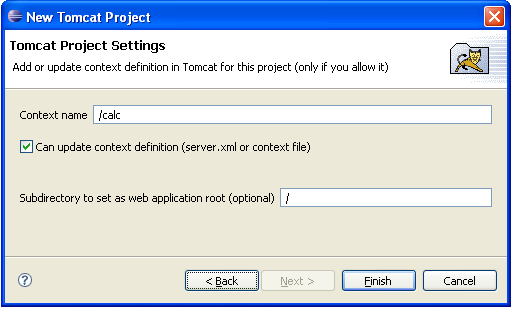 New Tomcat Project
Tomcat Project Settings
Add or update context definition in Tomcat for this project (only if you allow it)
Context name /calc
Can update context definition (server.xml or context file)
Subdirectory to set as web application root (optional) /
? < Back Next > Finish Cancel